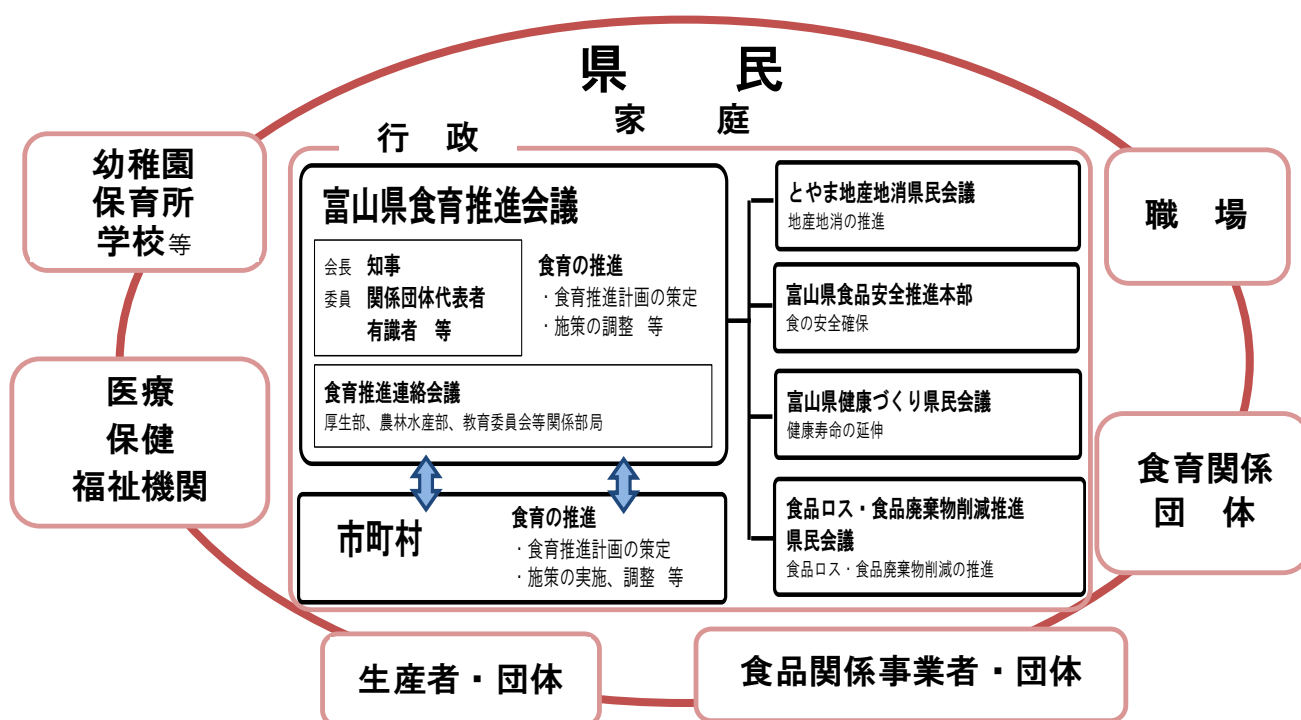 県 民
家 庭
行 政
幼稚園
保育所
学校等
医療
保健
福祉機関
富山県食育推進会議
会長 知事
委員 関係団体代表者
有識者 等
食育の推進
・食育推進計画の策定
・施策の調整 等
食育推進連絡会議
厚生部、農林水産部、教育委員会等関係部局
市町村
食育の推進
・食育推進計画の策定
・施策の実施、調整 等
とやま地産地消県民会議
地産地消の推進
富山県食品安全推進本部
食の安全確保
富山県健康づくり県民会議
健康寿命の延伸
食品ロス・食品廃棄物削減推進
県民会議
食品ロス・食品廃棄物削減の推進
職 場
食育関係
団 体
生産者・団体
食品関係事業者・団体